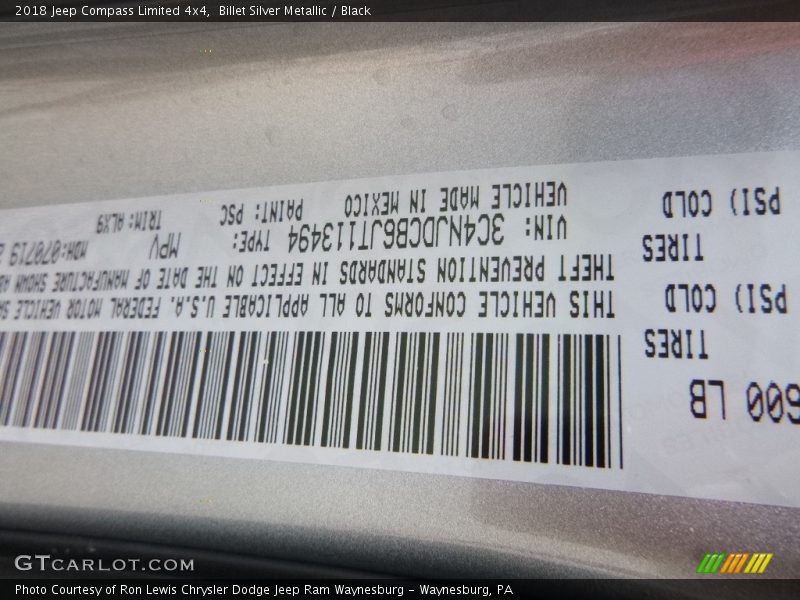 2018 Jeep Compass Limited 4x4, Billet Silver Metallic / Black
600 LB
TIRES
PSI) COLD
TIRES
PSI) COLD
THIS VEHICLE CONFORMS TO ALL APPLICABLE U.S.A. FEDERAL MOTOR VEHICLE
THEFT PREVENTION STANDARDS IN EFFECT ON THE DATE OF MANUFACTURE SHOWN
VIN: 3C4NJDCB6JT113494 TYPE: MPV MDH:070719
VEHICLE MADE IN MEXICO PAINT: PSC TRIM:
GTCARLOT.COM
Photo Courtesy of Ron Lewis Chrysler Dodge Jeep Ram Waynesburg – Waynesburg, PA